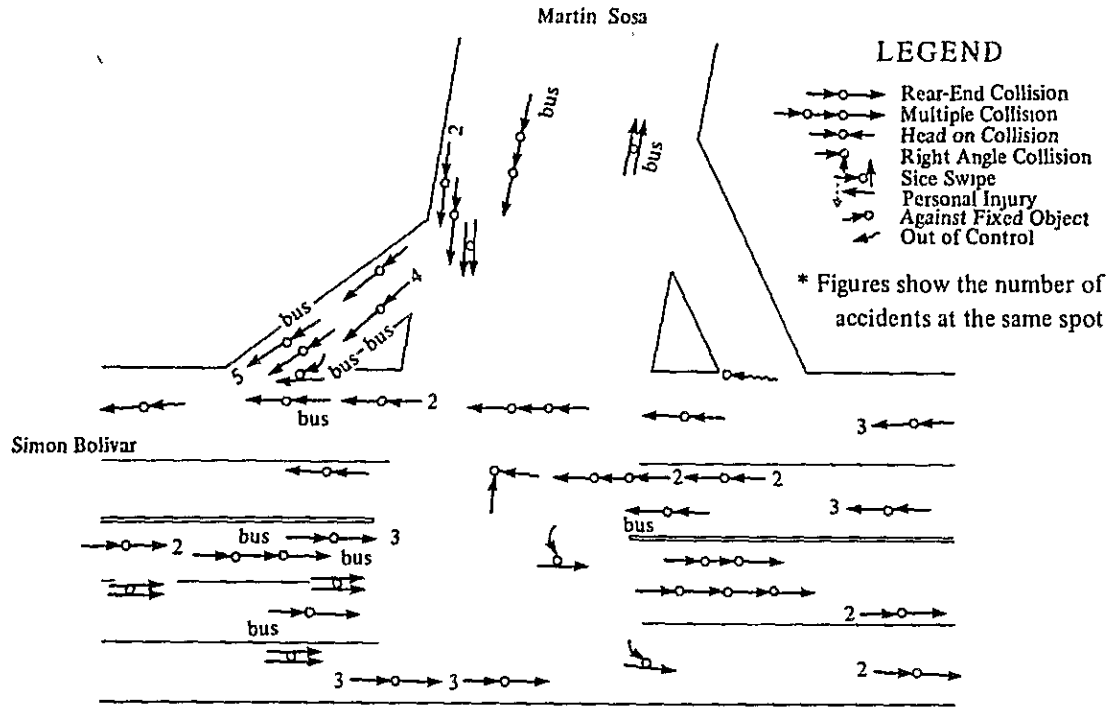 Martin Sosa
LEGEND
Rear-End Collision
Multiple Collision
Head on Collision
Right Angle Collision
Sice Swipe
Personal Injury
Against Fixed Object
Out of Control
* Figures show the number of
accidents at the same spot
bus
2
bus
4
bus
bus-bus
5
2
bus
3
Simon Bolivar
2
2
3
bus
bus
3
2
bus
2
bus
3
3
2